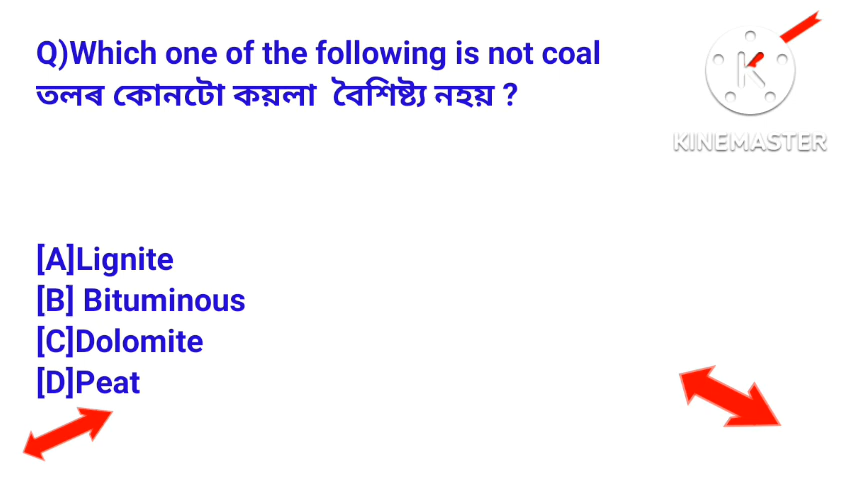 Q)Which one of the following is not coal
তলৰ কোনটো কয়লা  বৈশিষ্ট্য নহয় ?
KINEMASTER
[A]Lignite
[B] Bituminous
[C]Dolomite
[D]Peat